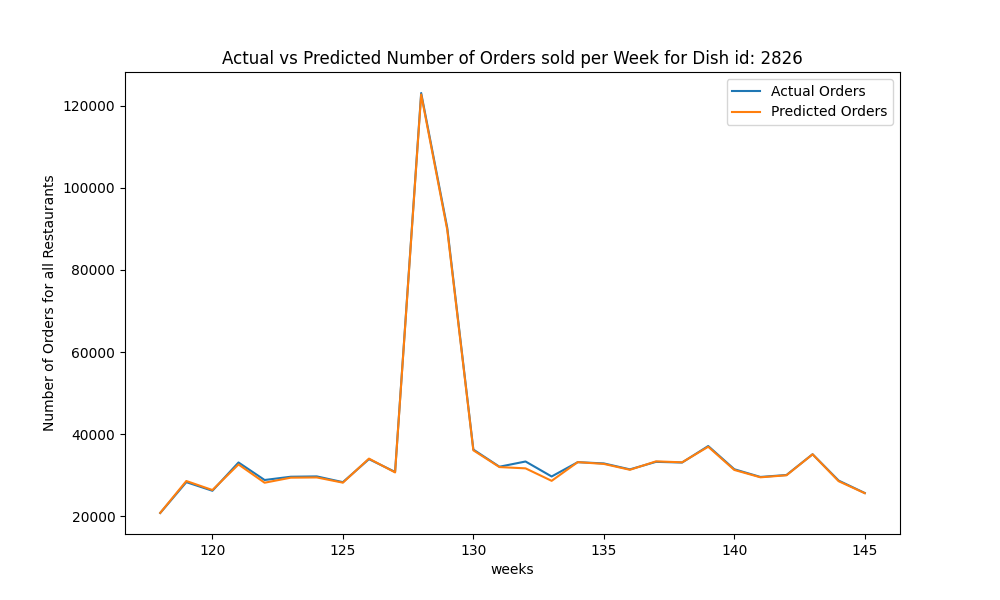 Actual vs Predicted Number of Orders sold per Week for Dish id: 2826
Actual Orders
Predicted Orders
Number of Orders for all Restaurants
120000
100000
80000
60000
40000
20000
120 125 130 135 140 145
weeks